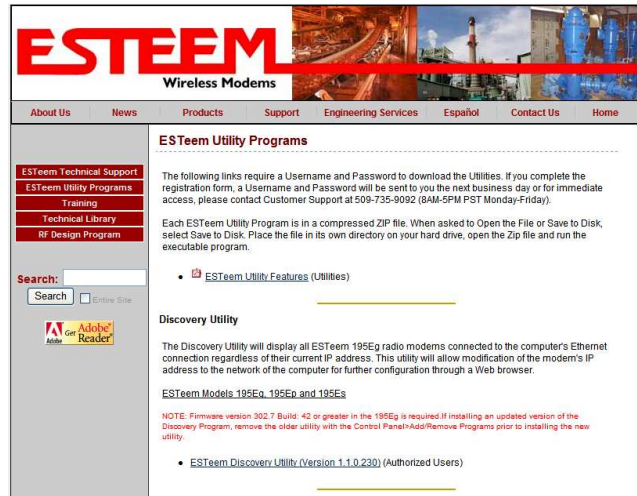 ESTEEM
Wireless Modems
About Us News Products Support Engineering Services Español Contact Us Home
ESTeem Technical Support
ESTeem Utility Programs
Training
Technical Library
RF Design Program
Search:
Search Entire Site
Get Adobe Reader
Adobe
ESTeem Utility Programs
The following links require a Username and Password to download the Utilities. If you complete the
registration form, a Username and Password will be sent to you the next business day or for immediate
access, please contact Customer Support at 509-735-9092 (8AM-5PM PST Monday-Friday).
Each ESTeem Utility Program is in a compressed ZIP file. When asked to Open the File or Save to Disk,
select Save to Disk. Place the file in its own directory on your hard drive, open the Zip file and run the
executable program.
• ESTeem Utility Features (Utilities)
Discovery Utility
The Discovery Utility will display all ESTeem 195Eg radio modems connected to the computer's Ethernet
connection regardless of their current IP address. This utility will allow modification of the modem's IP
address to the network of the computer for further configuration through a Web browser.
ESTeem Models 195Eg, 195Ep and 195Es
NOTE: Firmware version 302.7 Build: 42 or greater in the 195Eg is required.If installing an updated version of the
Discovery Program, remove the older utility with the Control Panel>Add/Remove Programs prior to installing the new
utility.
• ESTeem Discovery Utility (Version 1.1.0.230) (Authorized Users)